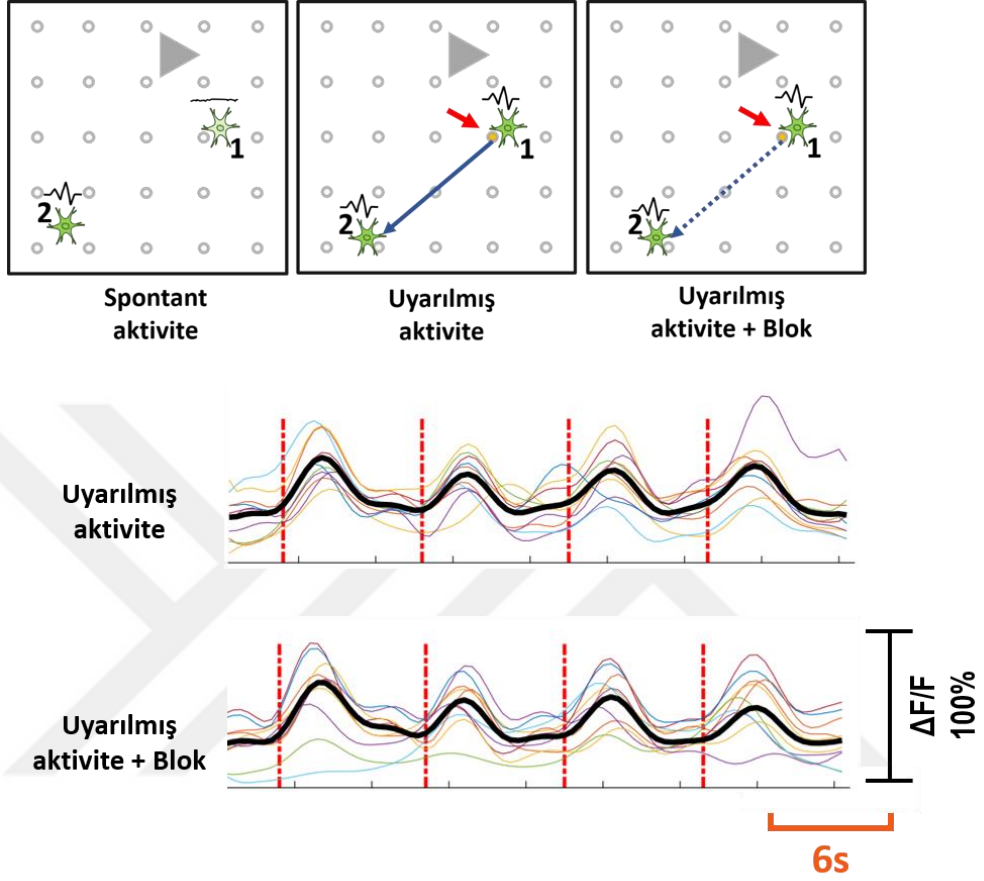 1
2
Spontant
aktivite
1
2
Uyarılmış
aktivite
1
2
Uyarılmış
aktivite + Blok
Uyarılmış
aktivite
Uyarılmış
aktivite + Blok
ΔF/F
100%
6s